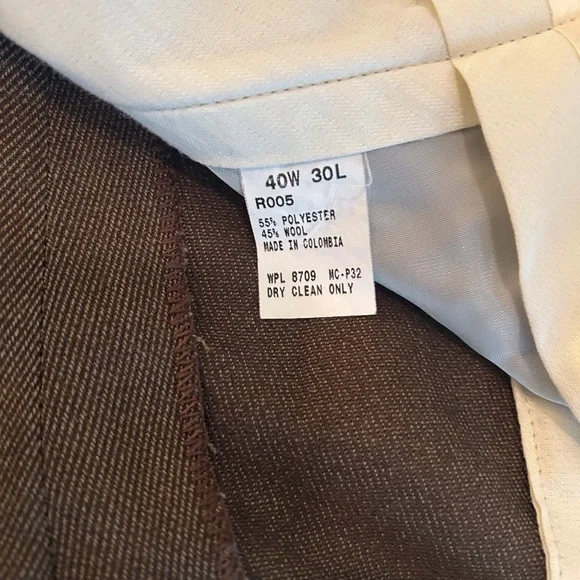 40W 30L
R005
55% POLYESTER
45% WOOL
MADE IN COLOMBIA
WPL 8709 MC-P32
DRY CLEAN ONLY